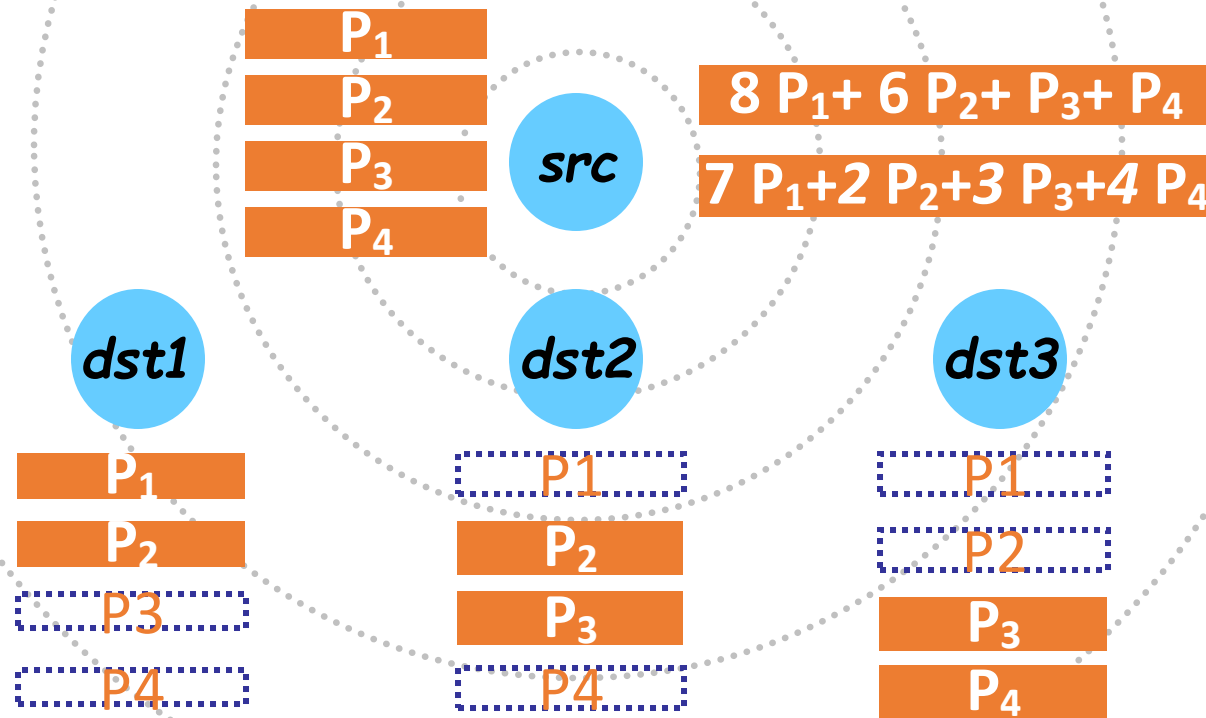 P₁
P₂
P₃
P₄
src
8 P₁+ 6 P₂+ P₃+ P₄
7 P₁+2 P₂+3 P₃+4 P₄
dst1
dst2
dst3
P₁
P₂
P3
P4
P1
P₂
P₃
P4
P1
P2
P₃
P₄